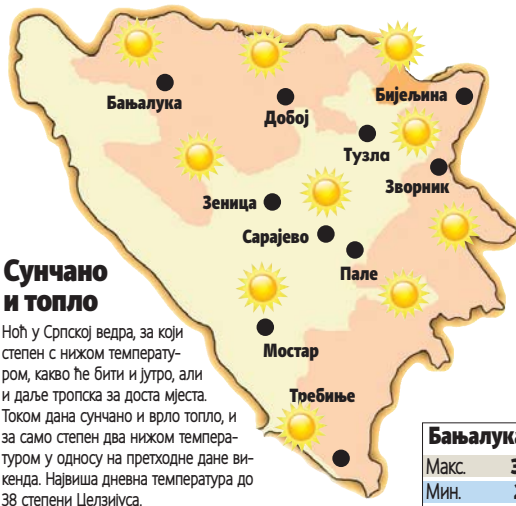 Бањалука
Добој
Бијељина
Тузла
Зворник
Зеница
Сарајево
Пале
Мостар
Требиње
Сунчано
и топло
Ноћ у Српској ведра, за који
степен с нижом температу-
ром, какво ће бити и јутро, али
и даље тропска за доста мјеста.
Током дана сунчано и врло топло, и
за само степен два нижом темпера-
туром у односу на претходне дане ви-
кенда. Највиша дневна температура до
38 степени Целзијуса.
Бањалука
Макс.
Мин.